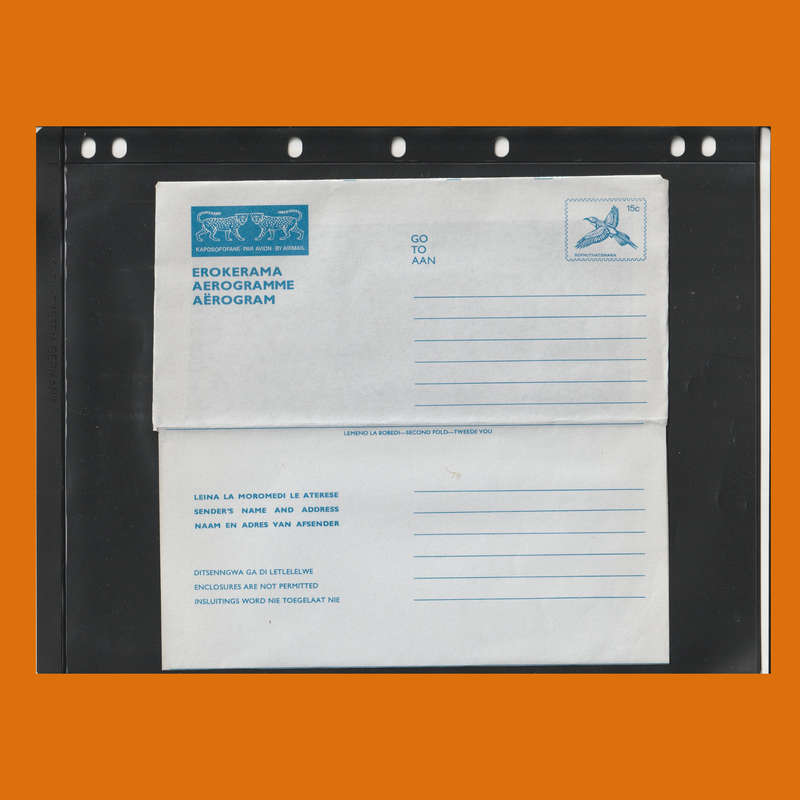 KAPOSOFOFANE · PAR AVION · BY AIRMAIL
EROKERAMA
AEROGRAMME
AËROGRAM
GO
TO
AAN
15c
BOPHUTHATSWANA
LEMENO LA BOBEDI—SECOND FOLD—TWEEDE VOU
LEINA LA MOROMEDI LE ATERESE
SENDER'S NAME AND ADDRESS
NAAM EN ADRES VAN AFSENDER
DITSENNGWA GA DI LETLELELWE
ENCLOSURES ARE NOT PERMITTED
INSLUITINGS WORD NIE TOEGELAAT NIE